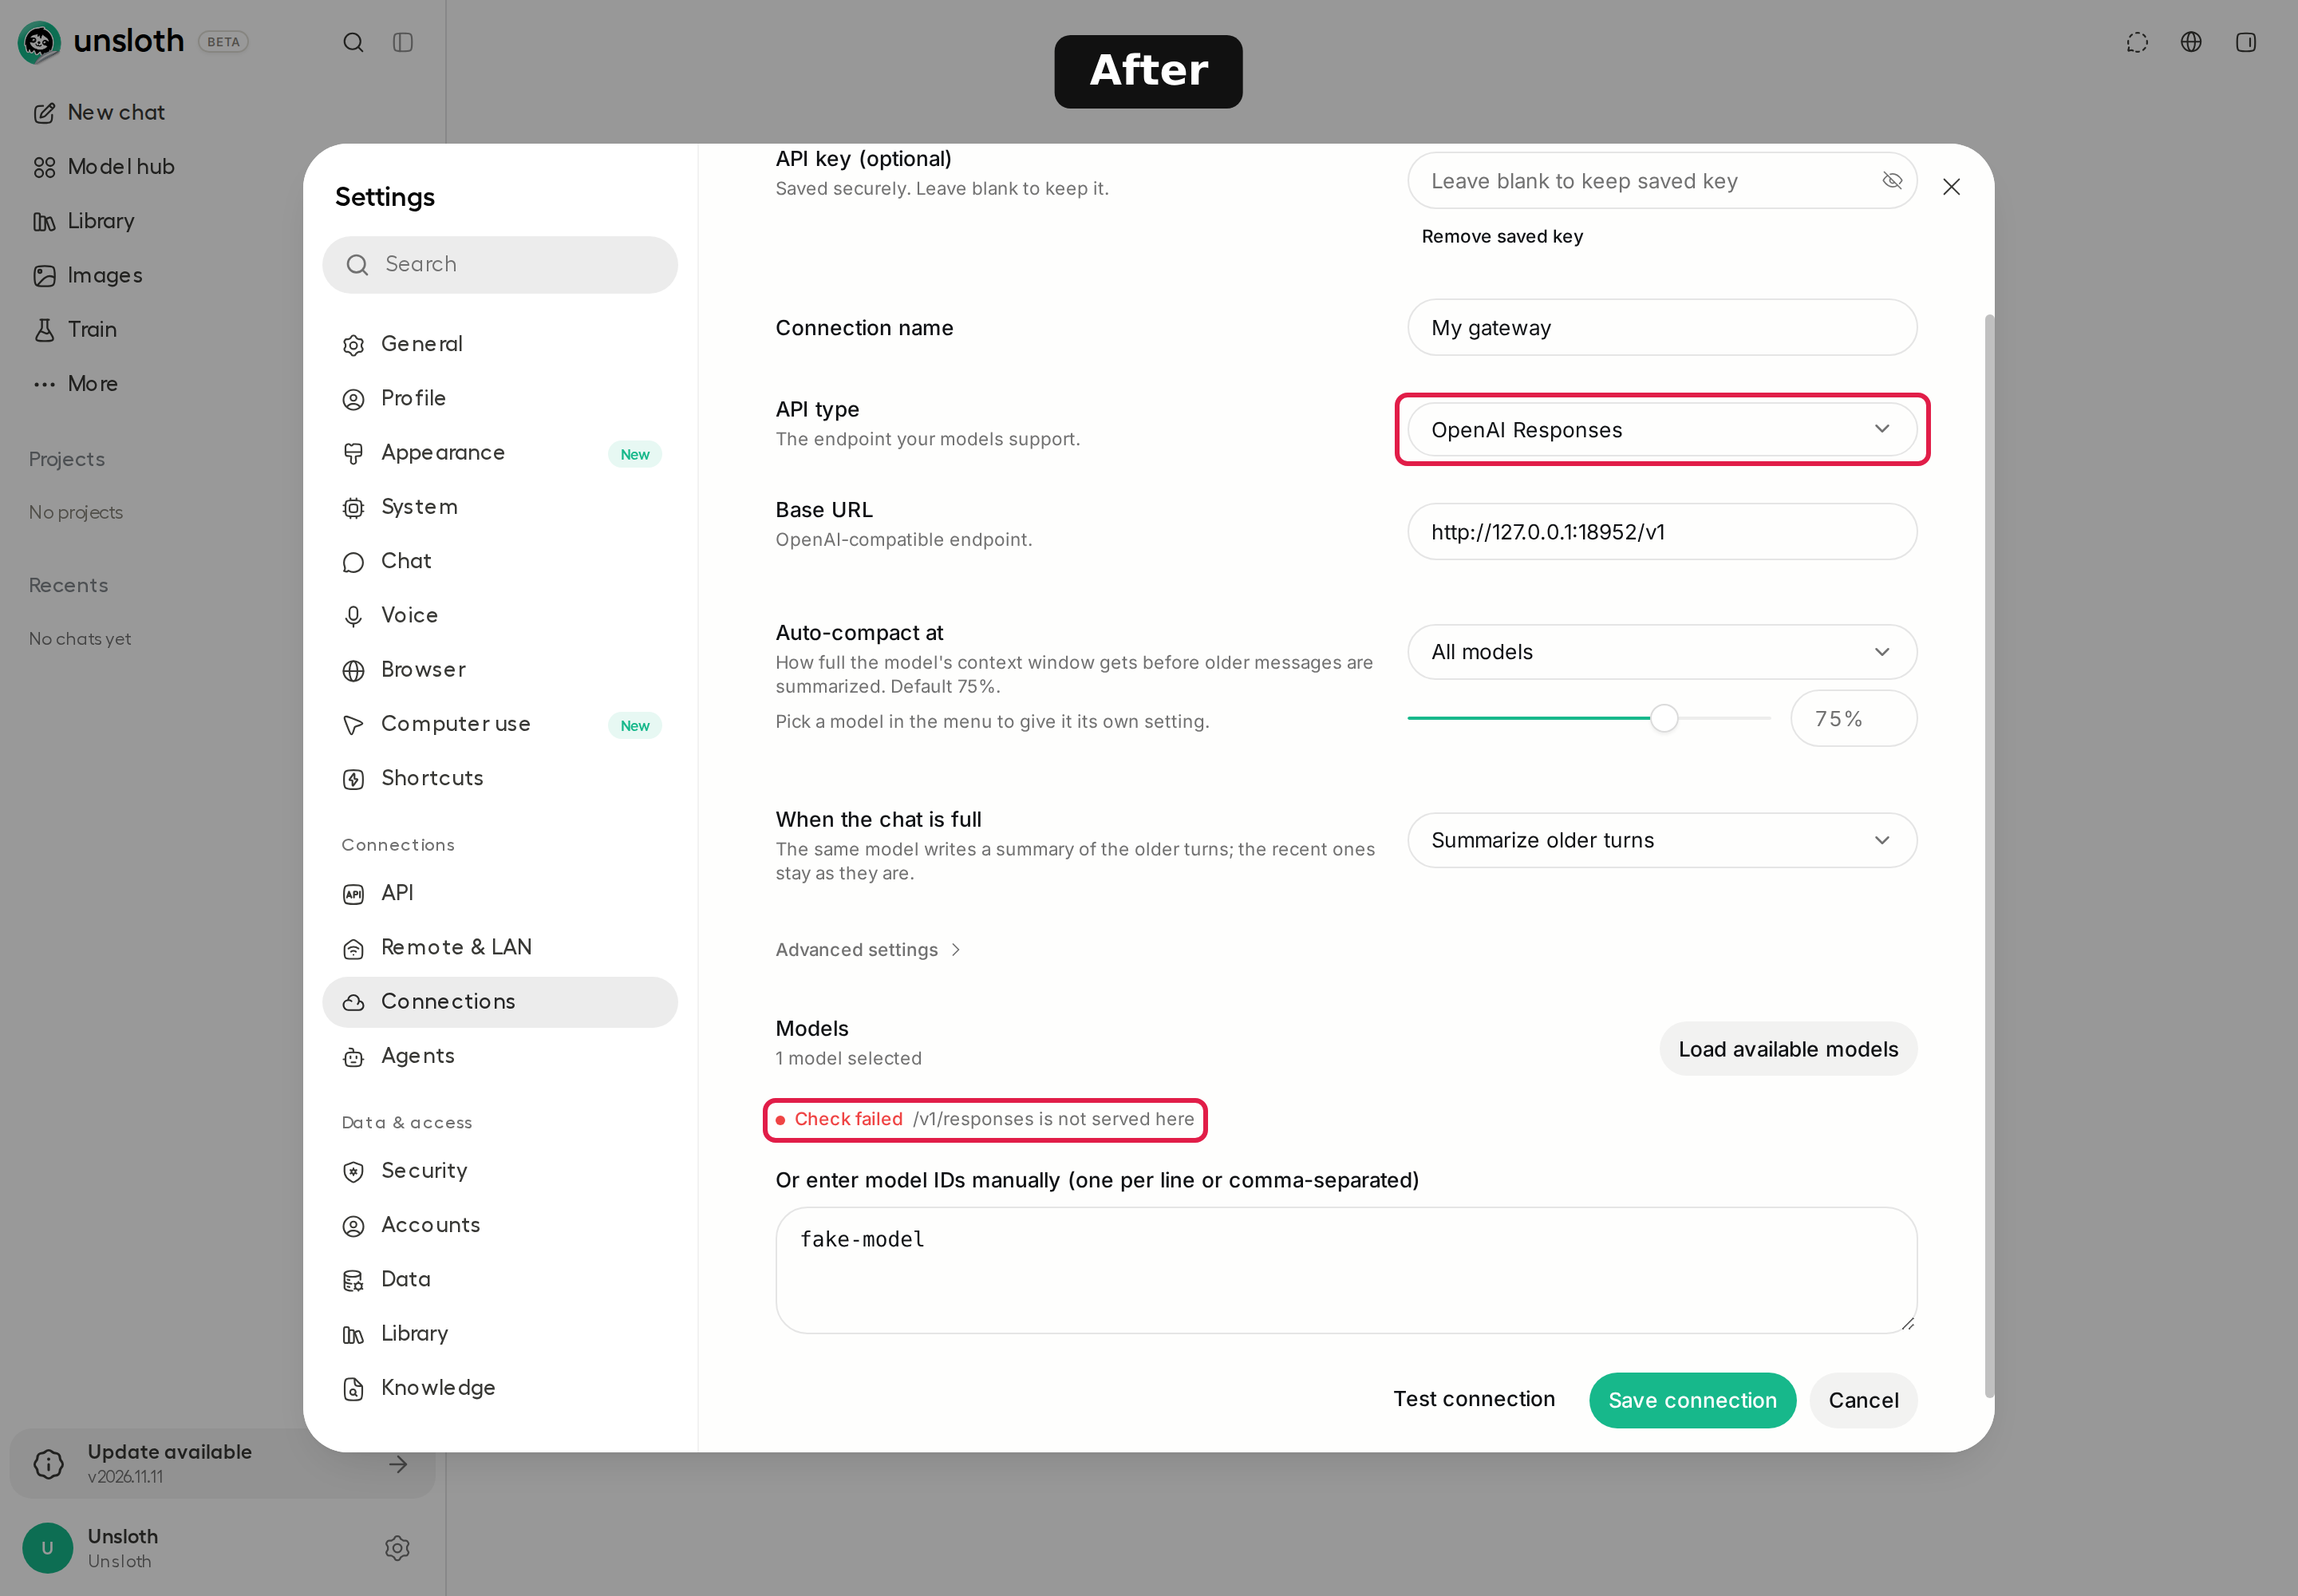 unsloth
BETA
New chat
Model hub
Library
Images
Train
More
Projects
No projects
Recents
No chats yet
Update available
v2026.11.11
U
Unsloth
Unsloth
After
Settings
Search
General
Profile
Appearance
New
System
Chat
Voice
Browser
Computer use
New
Shortcuts
Connections
API
API
Remote & LAN
Connections
Agents
Data & access
Security
Accounts
Data
Library
Knowledge
API key (optional)
Saved securely. Leave blank to keep it.
Leave blank to keep saved key
Remove saved key
Connection name
My gateway
API type
The endpoint your models support.
OpenAI Responses
Base URL
OpenAI-compatible endpoint.
http://127.0.0.1:18952/v1
Auto-compact at
How full the model's context window gets before older messages are
summarized. Default 75%.
Pick a model in the menu to give it its own setting.
All models
75%
When the chat is full
The same model writes a summary of the older turns; the recent ones
stay as they are.
Summarize older turns
Advanced settings
Models
1 model selected
Load available models
Check failed /v1/responses is not served here
Or enter model IDs manually (one per line or comma-separated)
fake-model
Test connection
Save connection
Cancel